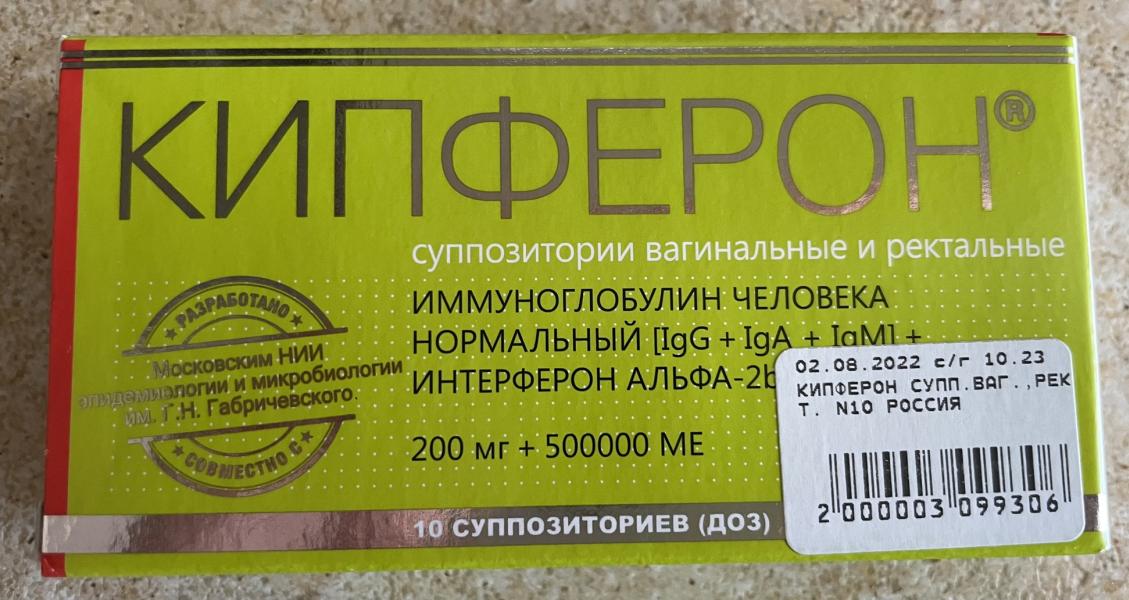 КИПФЕРОН®
суппозитории вагинальные и ректальные
ИММУНОГЛОБУЛИН ЧЕЛОВЕКА
НОРМАЛЬНЫЙ [IgG + IgA + IgM] +
ИНТЕРФЕРОН АЛЬФА-2b
200 мг + 500000 МЕ
РАЗРАБОТАНО
Московским НИИ
эпидемиологии и микробиологии
им. Г.Н. Габричевского.
СОВМЕСТНО С
10 СУППОЗИТОРИЕВ (ДОЗ)
02.08.2022 с/г 10.23
КИПФЕРОН СУПП.ВАГ.,РЕК
Т. N10 РОССИЯ
2 000003 099306